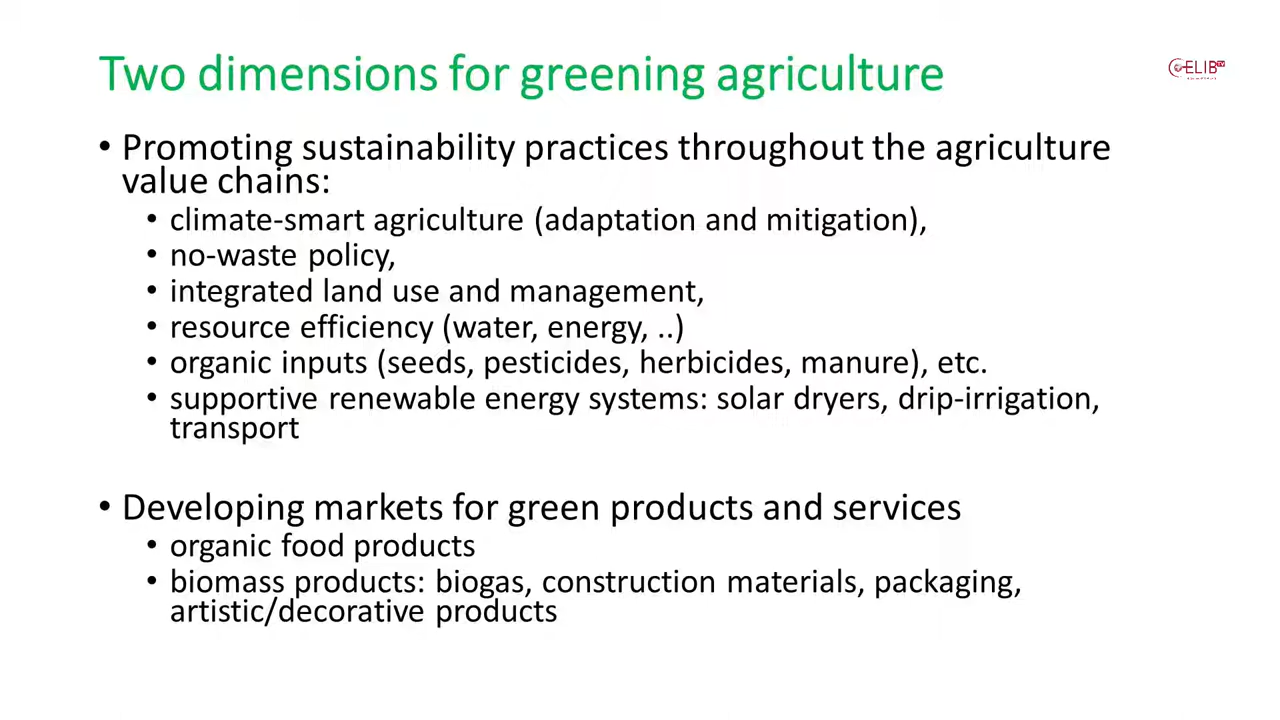 Two dimensions for greening agriculture
CELIBTV
• Promoting sustainability practices throughout the agriculture
value chains:
• climate-smart agriculture (adaptation and mitigation),
• no-waste policy,
• integrated land use and management,
• resource efficiency (water, energy, ..)
• organic inputs (seeds, pesticides, herbicides, manure), etc.
• supportive renewable energy systems: solar dryers, drip-irrigation,
transport
• Developing markets for green products and services
• organic food products
• biomass products: biogas, construction materials, packaging,
artistic/decorative products